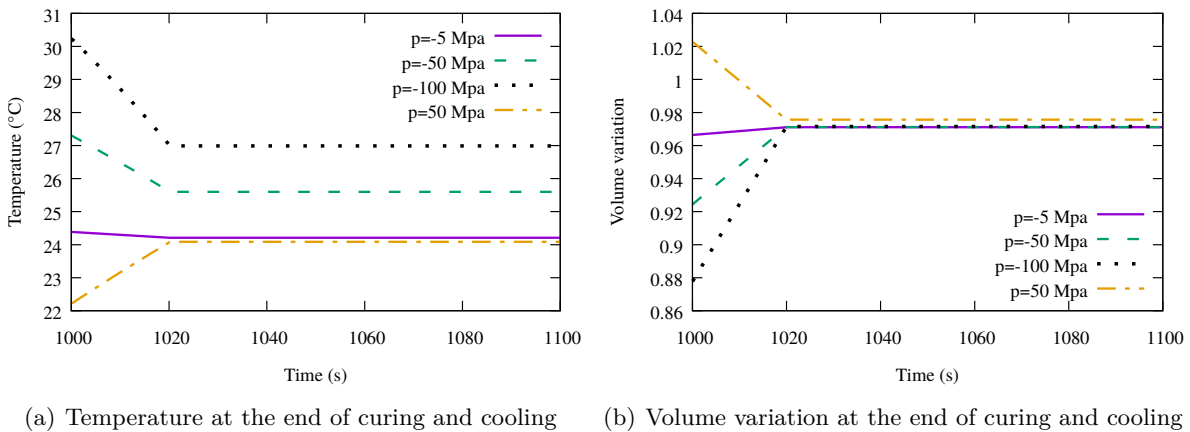 31
30
29
28
27
26
25
24
23
22
Temperature (°C)
1000 1020 1040 1060 1080 1100
Time (s)
p=-5 Mpa
p=-50 Mpa
p=-100 Mpa
p=50 Mpa
(a) Temperature at the end of curing and cooling
1.04
1.02
1
0.98
0.96
0.94
0.92
0.9
0.88
0.86
Volume variation
1000 1020 1040 1060 1080 1100
Time (s)
p=-5 Mpa
p=-50 Mpa
p=-100 Mpa
p=50 Mpa
(b) Volume variation at the end of curing and cooling